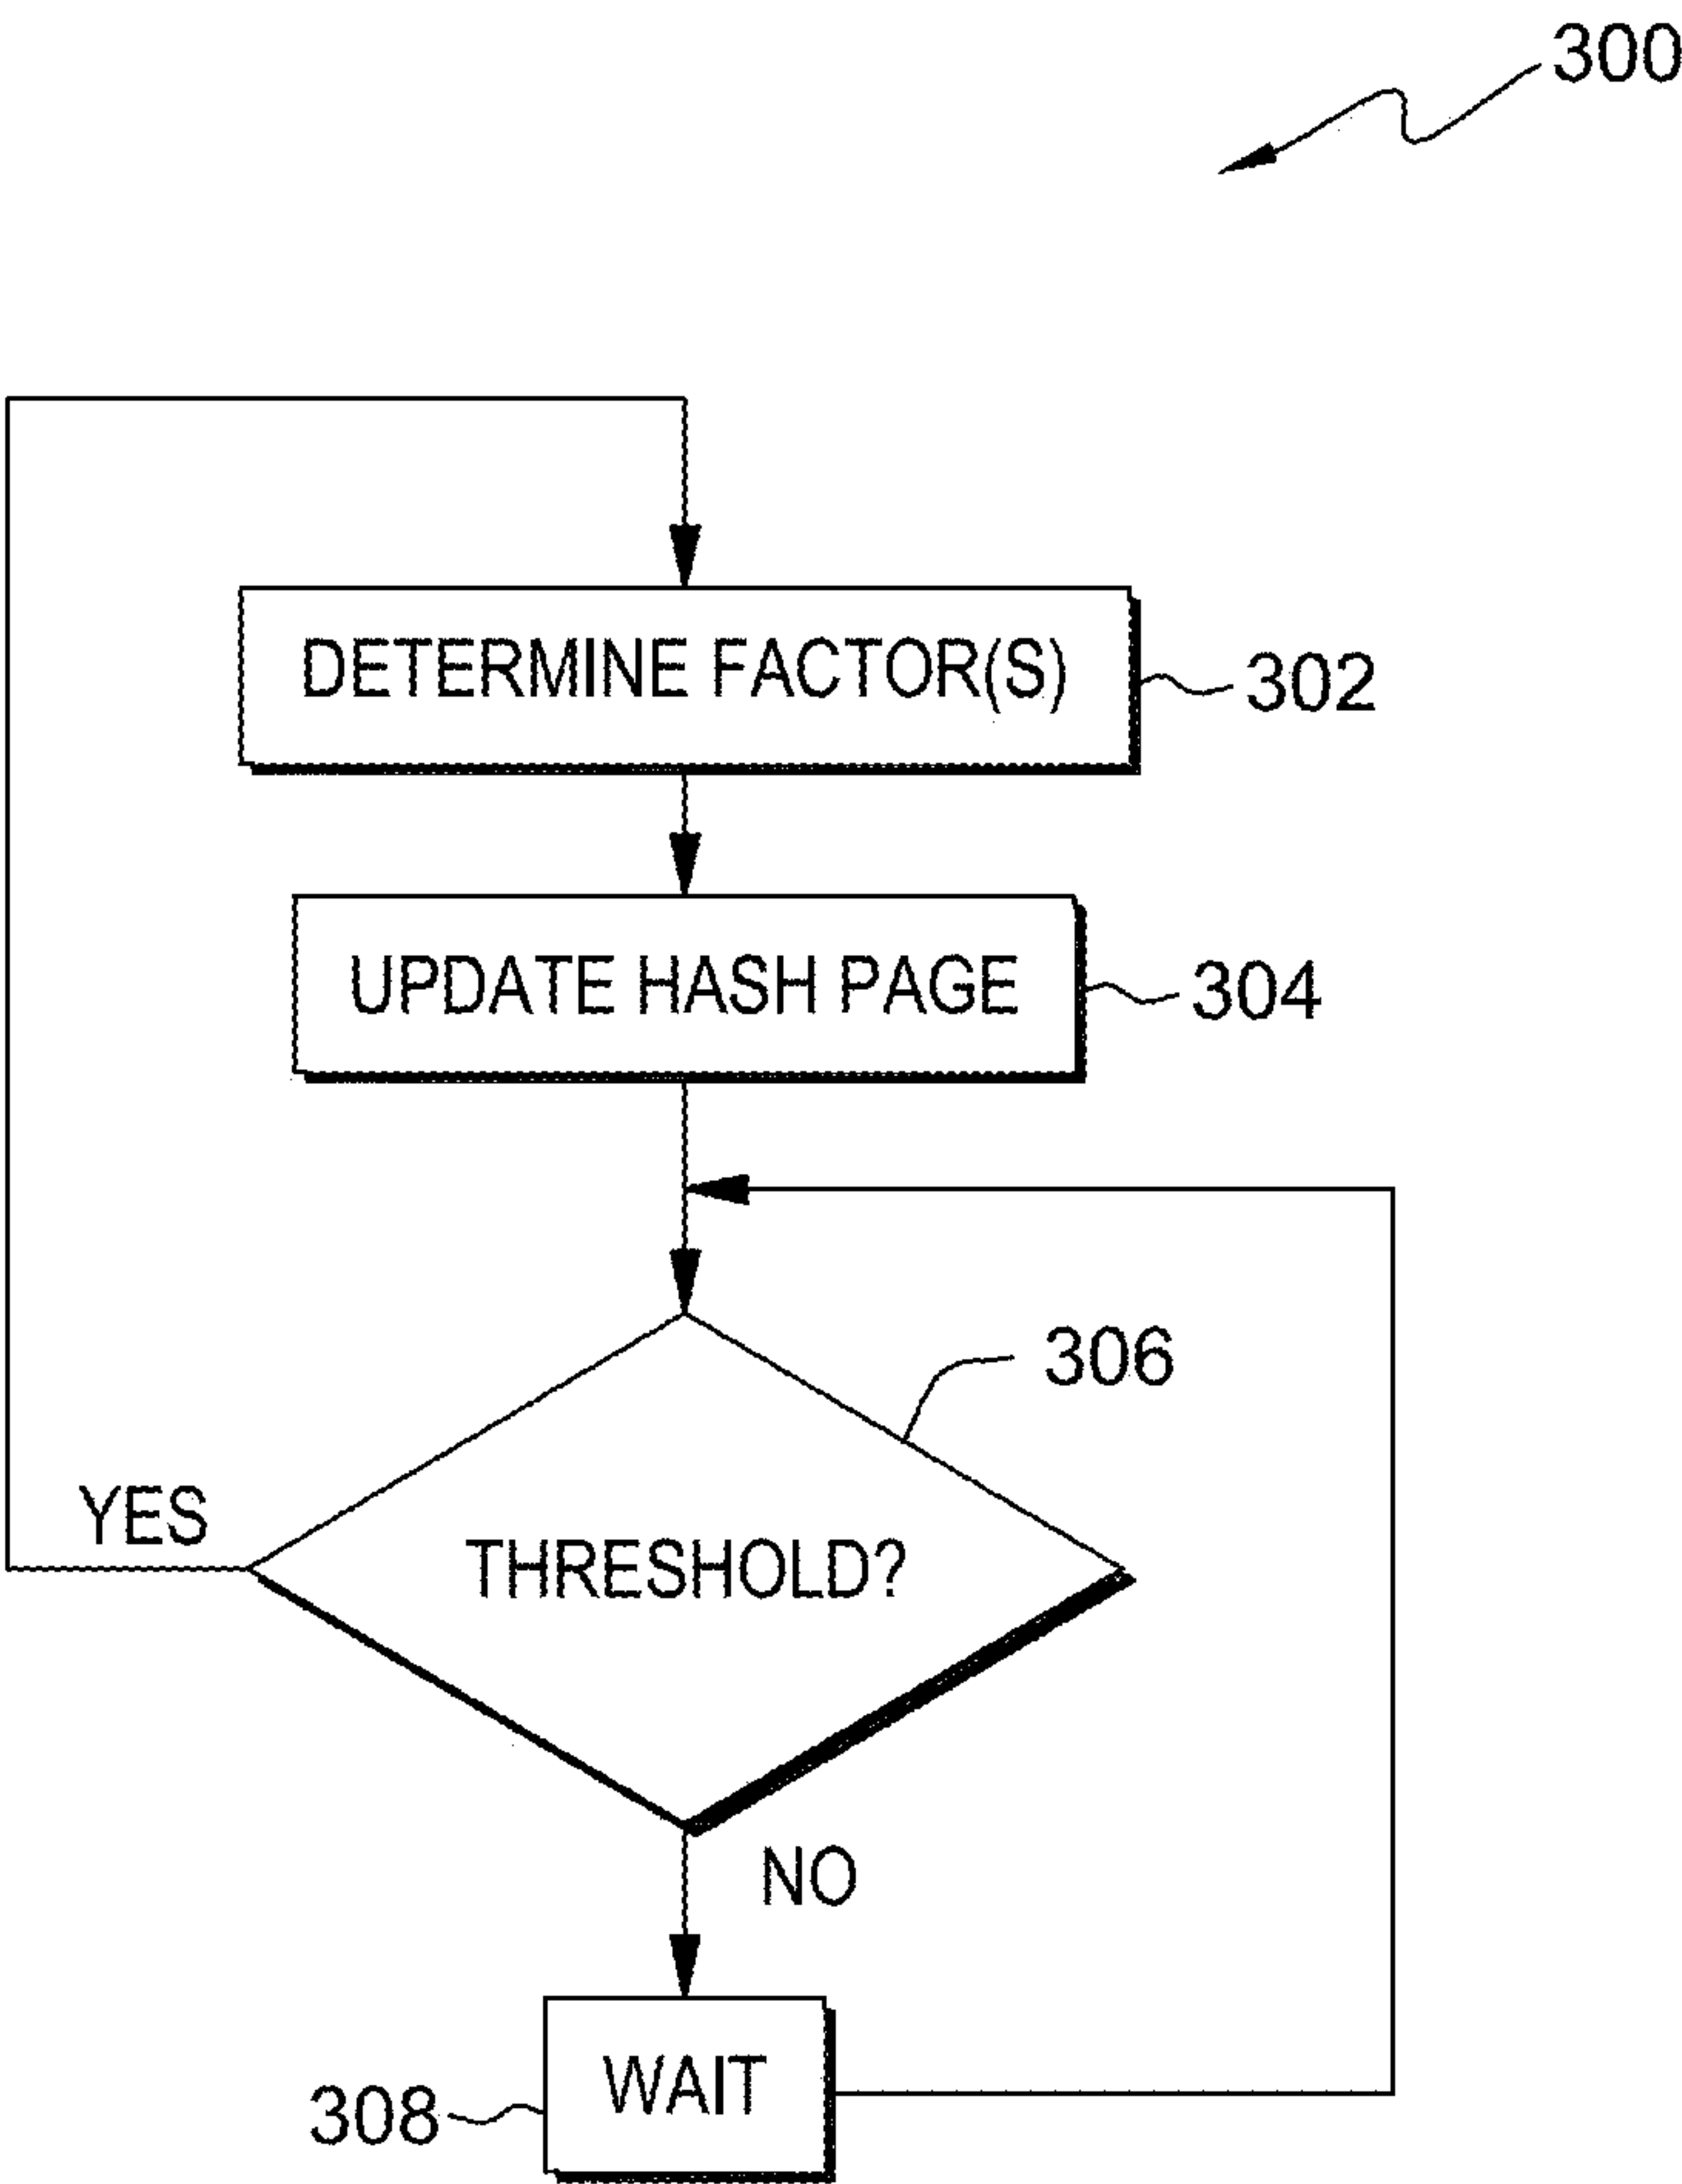 300
DETERMINE FACTOR(S)
302
UPDATE HASH PAGE
304
306
YES
THRESHOLD?
NO
WAIT
308